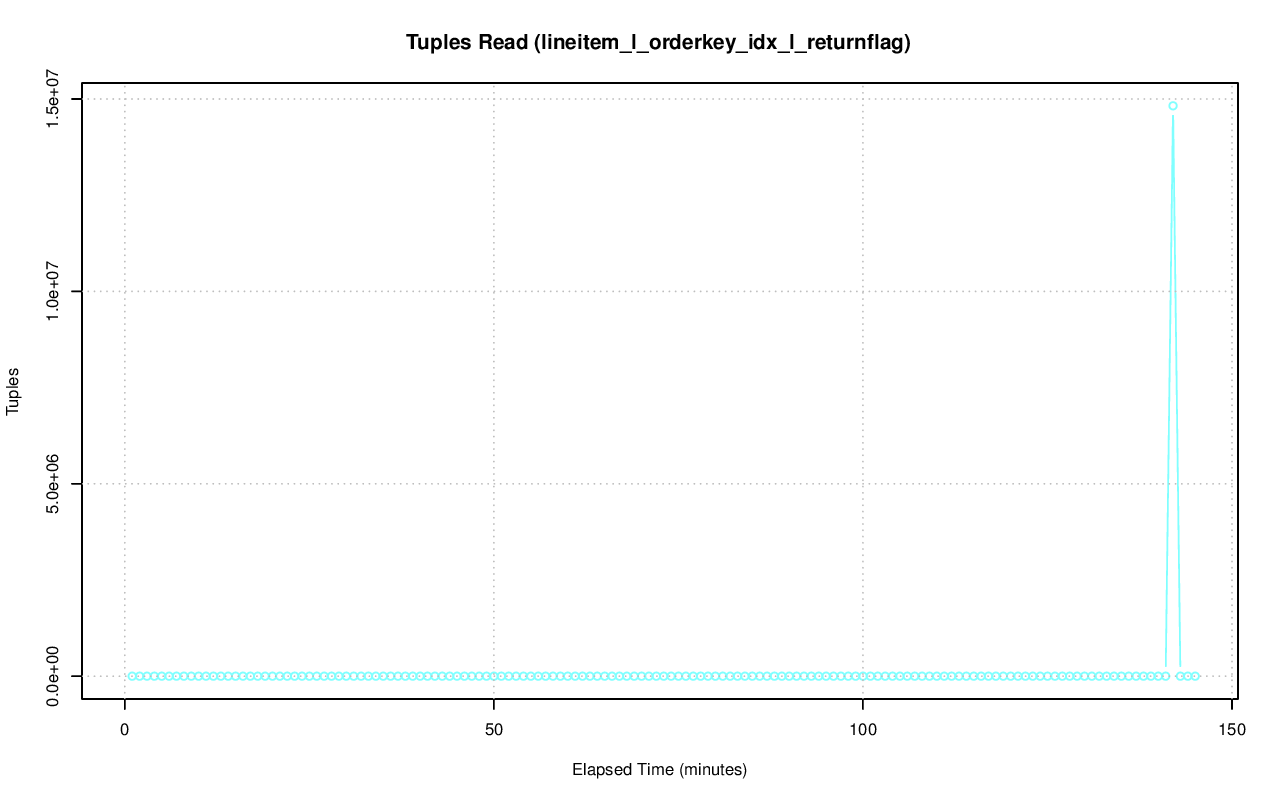 Tuples Read (lineitem_l_orderkey_idx_l_returnflag)
1.5e+07
1.0e+07
5.0e+06
0.0e+00
Tuples
0 50 100 150
Elapsed Time (minutes)